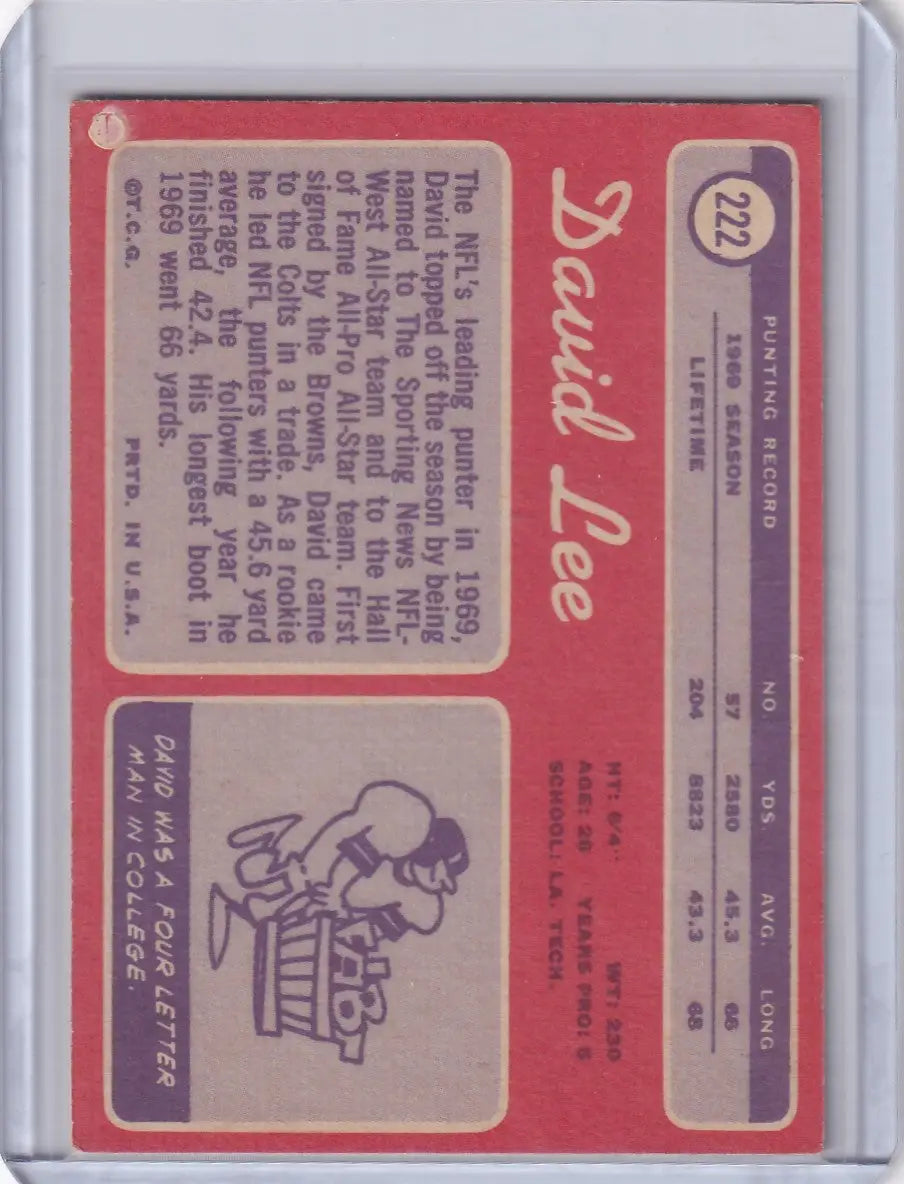 222
PUNTING RECORD NO. YDS. AVG. LONG
1969 SEASON 57 2580 45.3 66
LIFETIME 204 8823 43.3 68
David Lee
HT: 6'4" WT: 230
AGE: 26 YEARS PRO: 5
SCHOOL: LA. TECH.
The NFL's leading punter in 1969,
David topped off the season by being
named to The Sporting News NFL-
West All-Star team and to the Hall
of Fame All-Pro All-Star team. First
signed by the Browns, David came
to the Colts in a trade. As a rookie
he led NFL punters with a 45.6 yard
average, the following year he
finished 42.4. His longest boot in
1969 went 66 yards.
©T.C.G. PRTD. IN U.S.A.
DAVID WAS A FOUR LETTER
MAN IN COLLEGE.